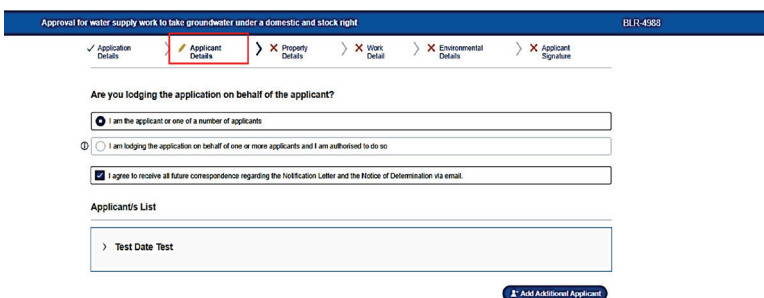 Approval for water supply work to take groundwater under a domestic and stock right
BLR-4988
Application Details
Applicant Details
Property Details
Work Detail
Environmental Details
Applicant Signature
Are you lodging the application on behalf of the applicant?
I am the applicant or one of a number of applicants
I am lodging the application on behalf of one or more applicants and I am authorised to do so
I agree to receive all future correspondence regarding the Notification Letter and the Notice of Determination via email.
Applicant/s List
Test Date Test
Add Additional Applicant